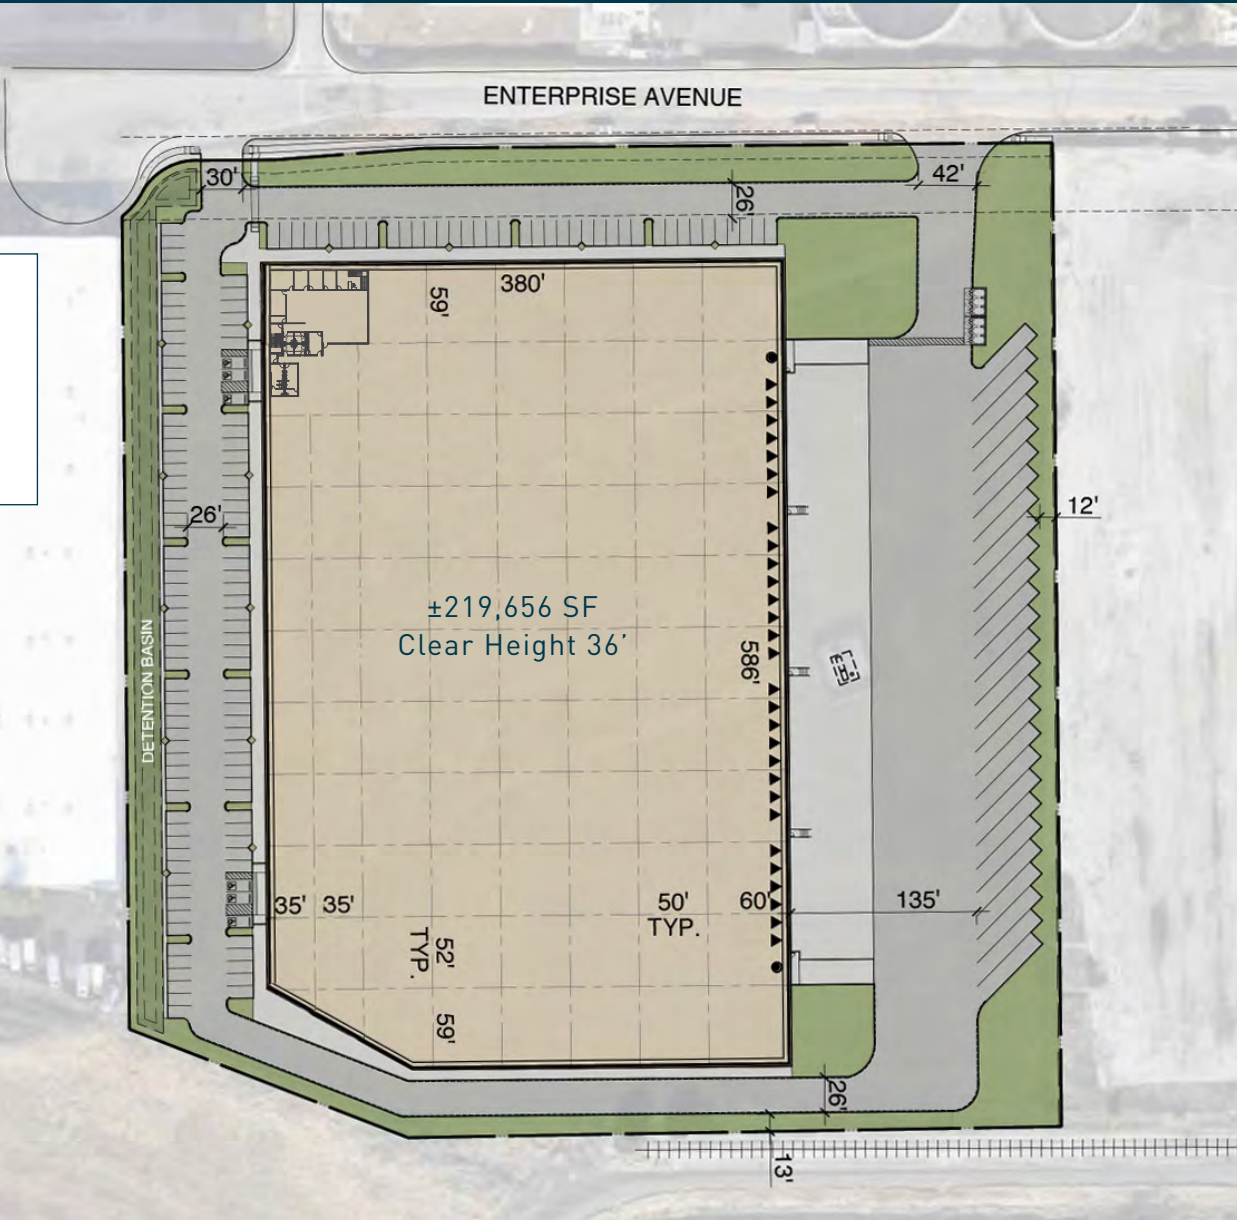 ENTERPRISE AVENUE
30'
42'
26'
380'
59'
12'
26'
±219,656 SF
Clear Height 36’
586'
DETENTION BASIN
35' 35'
50'
TYP.
60'
135'
52'
TYP.
59'
26'
13'